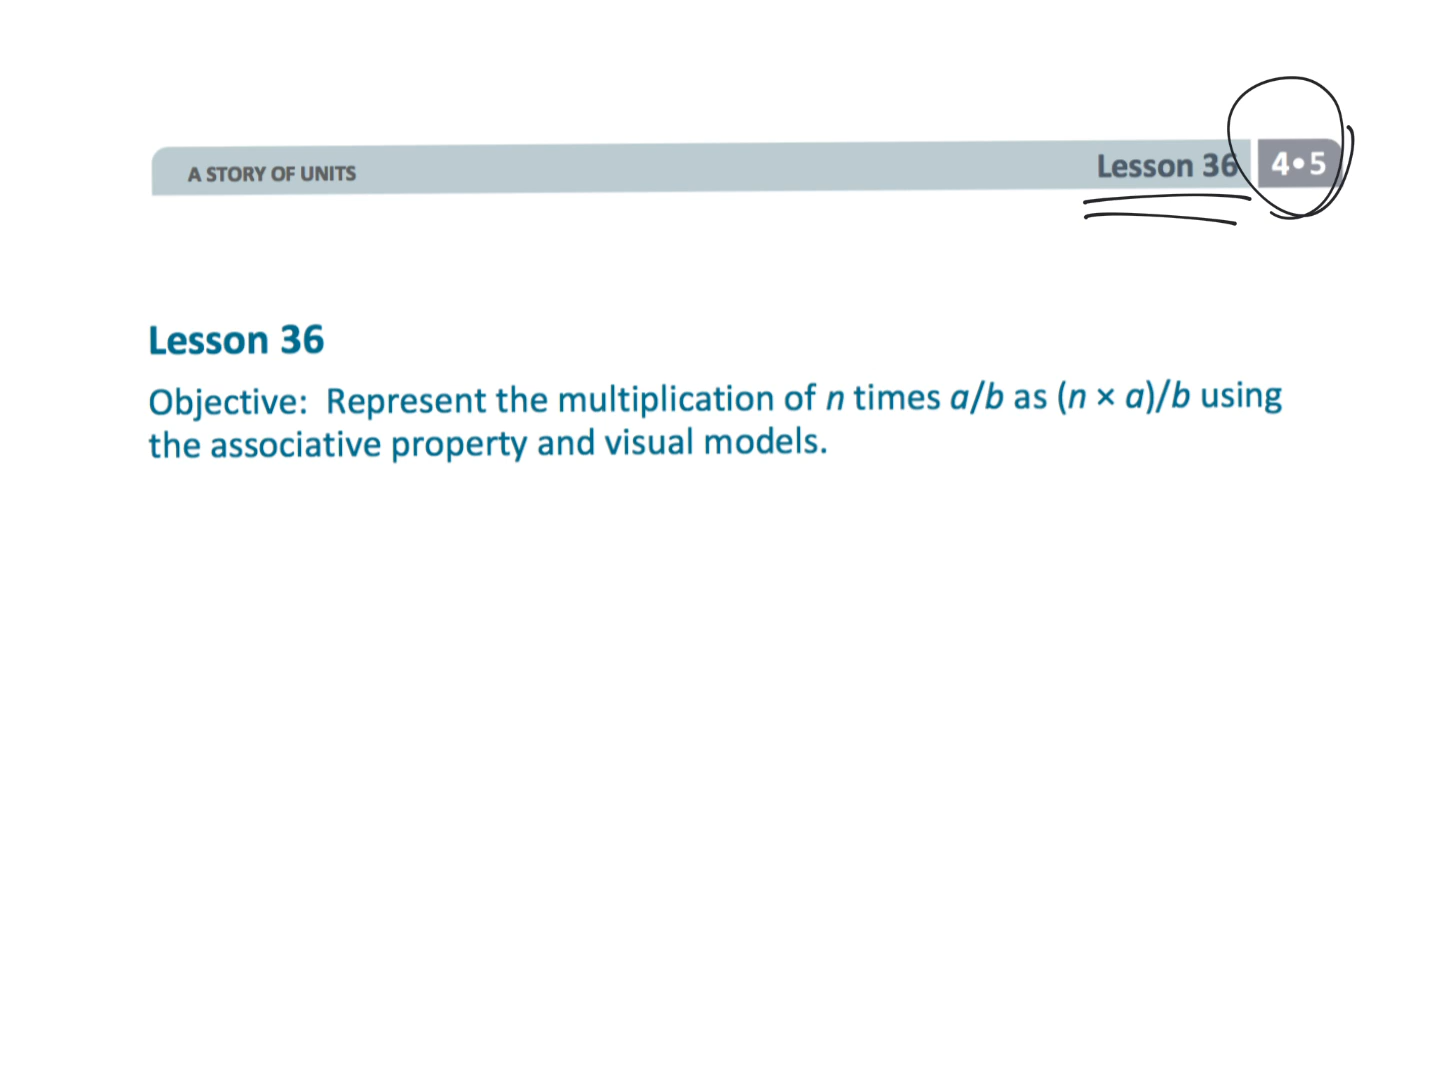 A STORY OF UNITS
Lesson 36
4•5
Lesson 36
Objective: Represent the multiplication of n times a/b as (n × a)/b using
the associative property and visual models.